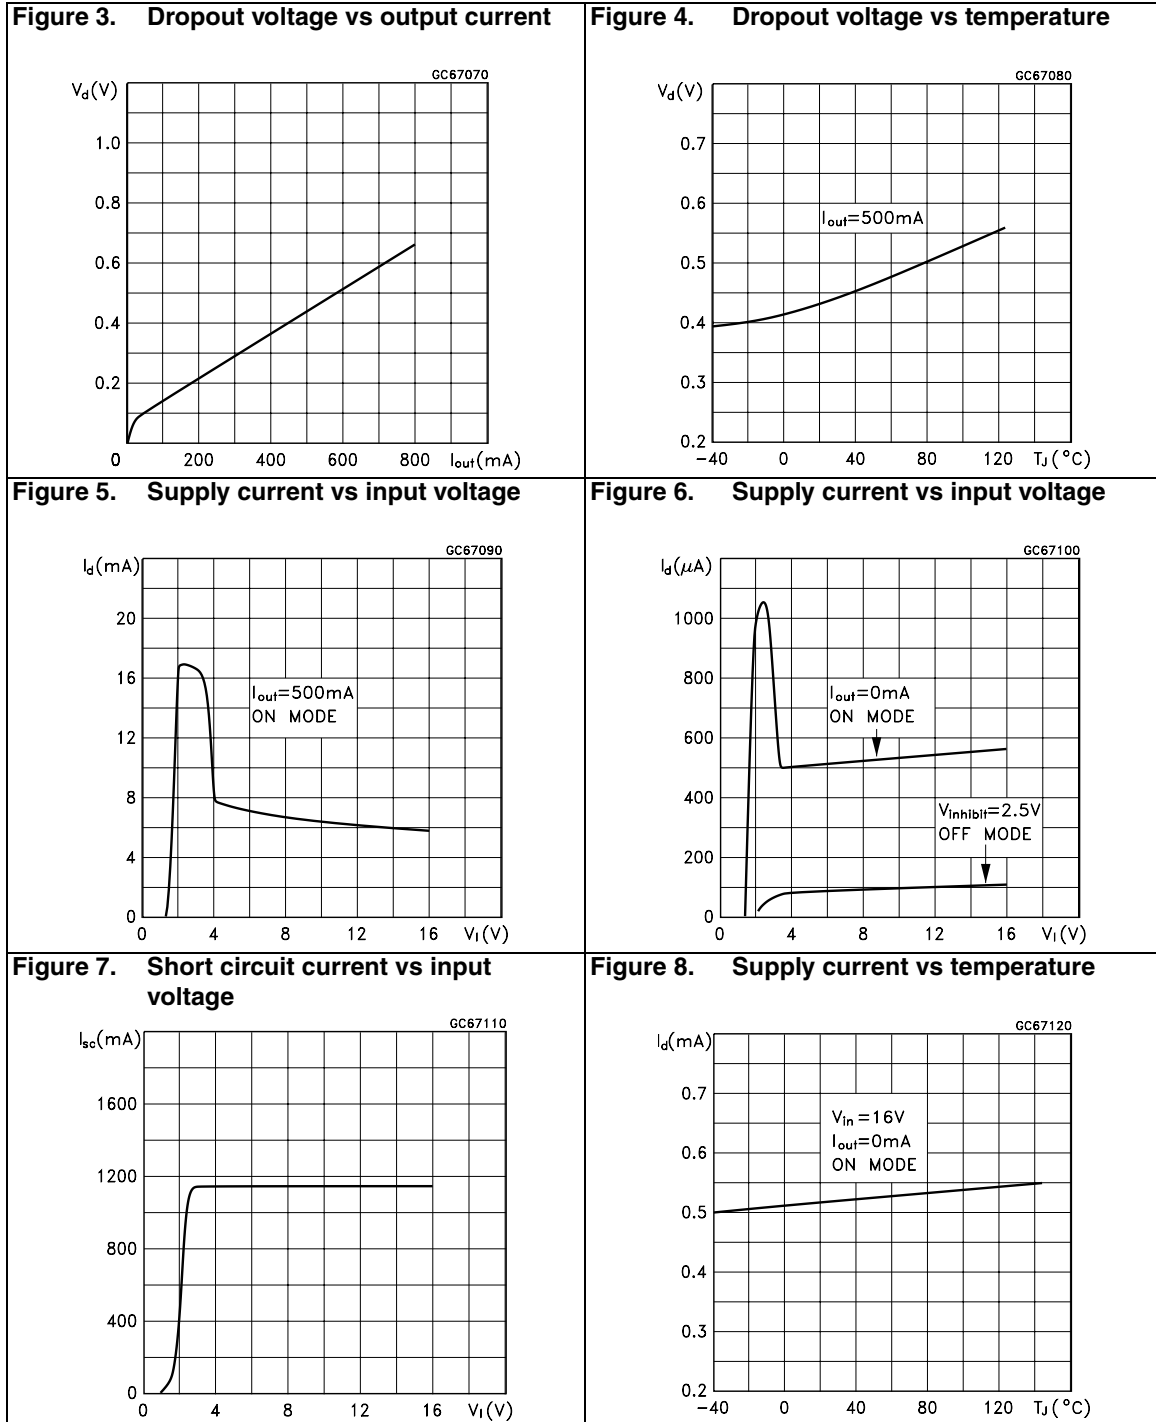 Figure 3. Dropout voltage vs output current
GC67070
Vd(V)
1.0
0.8
0.6
0.4
0.2
0 200 400 600 800 Iout(mA)
Figure 4. Dropout voltage vs temperature
GC67080
Vd(V)
0.7
0.6
Iout=500mA
0.5
0.4
0.3
0.2
-40 0 40 80 120 TJ(°C)
Figure 5. Supply current vs input voltage
GC67090
Id(mA)
20
16
Iout=500mA
ON MODE
12
8
4
0
0 4 8 12 16 VI(V)
Figure 6. Supply current vs input voltage
GC67100
Id(μA)
1000
800
Iout=0mA
ON MODE
600
400
Vinhibit=2.5V
OFF MODE
200
0
0 4 8 12 16 VI(V)
Figure 7. Short circuit current vs input
voltage
GC67110
Isc(mA)
1600
1200
800
400
0
0 4 8 12 16 VI(V)
Figure 8. Supply current vs temperature
GC67120
Id(mA)
0.7
Vin=16V
Iout=0mA
ON MODE
0.6
0.5
0.4
0.3
0.2
-40 0 40 80 120 TJ(°C)